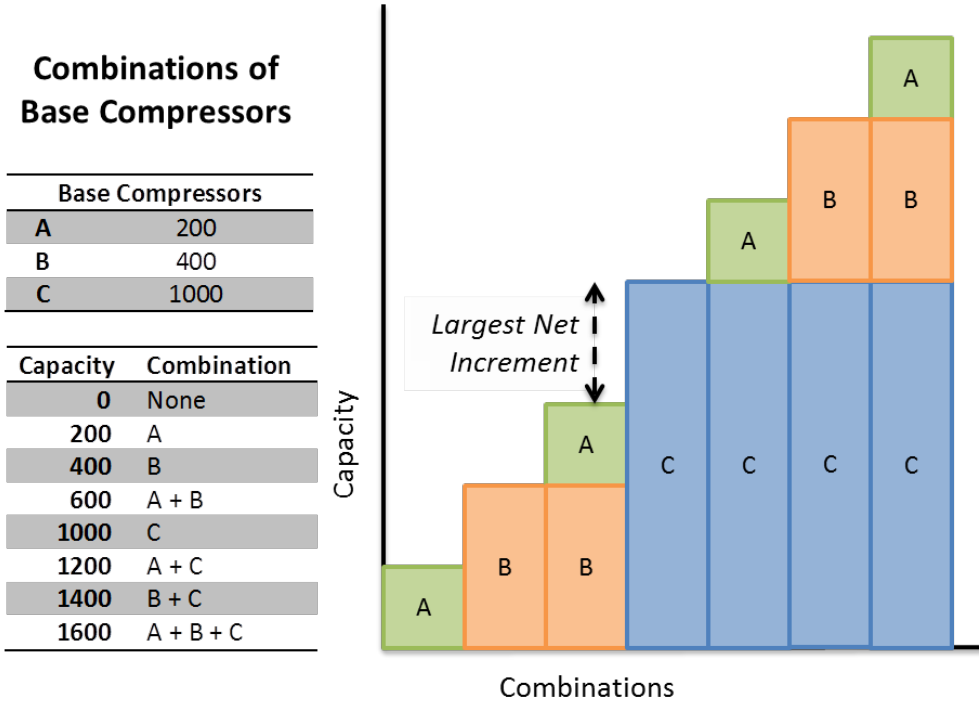 Combinations of
Base Compressors
Base Compressors
A 200
B 400
C 1000
Capacity Combination
0 None
200 A
400 B
600 A + B
1000 C
1200 A + C
1400 B + C
1600 A + B + C
Capacity
Largest Net
Increment
A
B
B
A
C
C
A
C
B
C
B
A
Combinations